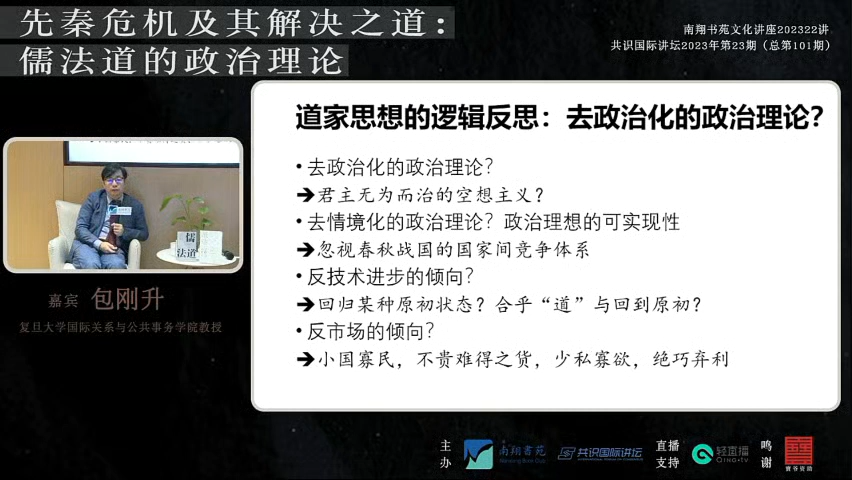 先秦危机及其解决之道：
儒法道的政治理论
南翔书苑文化讲座202322讲
共识国际讲坛2023年第23期（总第101期）
道家思想的逻辑反思：去政治化的政治理论？
•去政治化的政治理论？
➔君主无为而治的空想主义？
•去情境化的政治理论？政治理想的可实现性
➔忽视春秋战国的国家间竞争体系
•反技术进步的倾向？
➔回归某种原初状态？合乎“道”与回到原初？
•反市场的倾向？
➔小国寡民，不贵难得之货，少私寡欲，绝巧弃利
儒
法道
嘉宾 包刚升
复旦大学国际关系与公共事务学院教授
主办
南翔書苑
共识国际讲坛
直播支持
轻直播
Qing·tv
鸣谢
寶谷資助